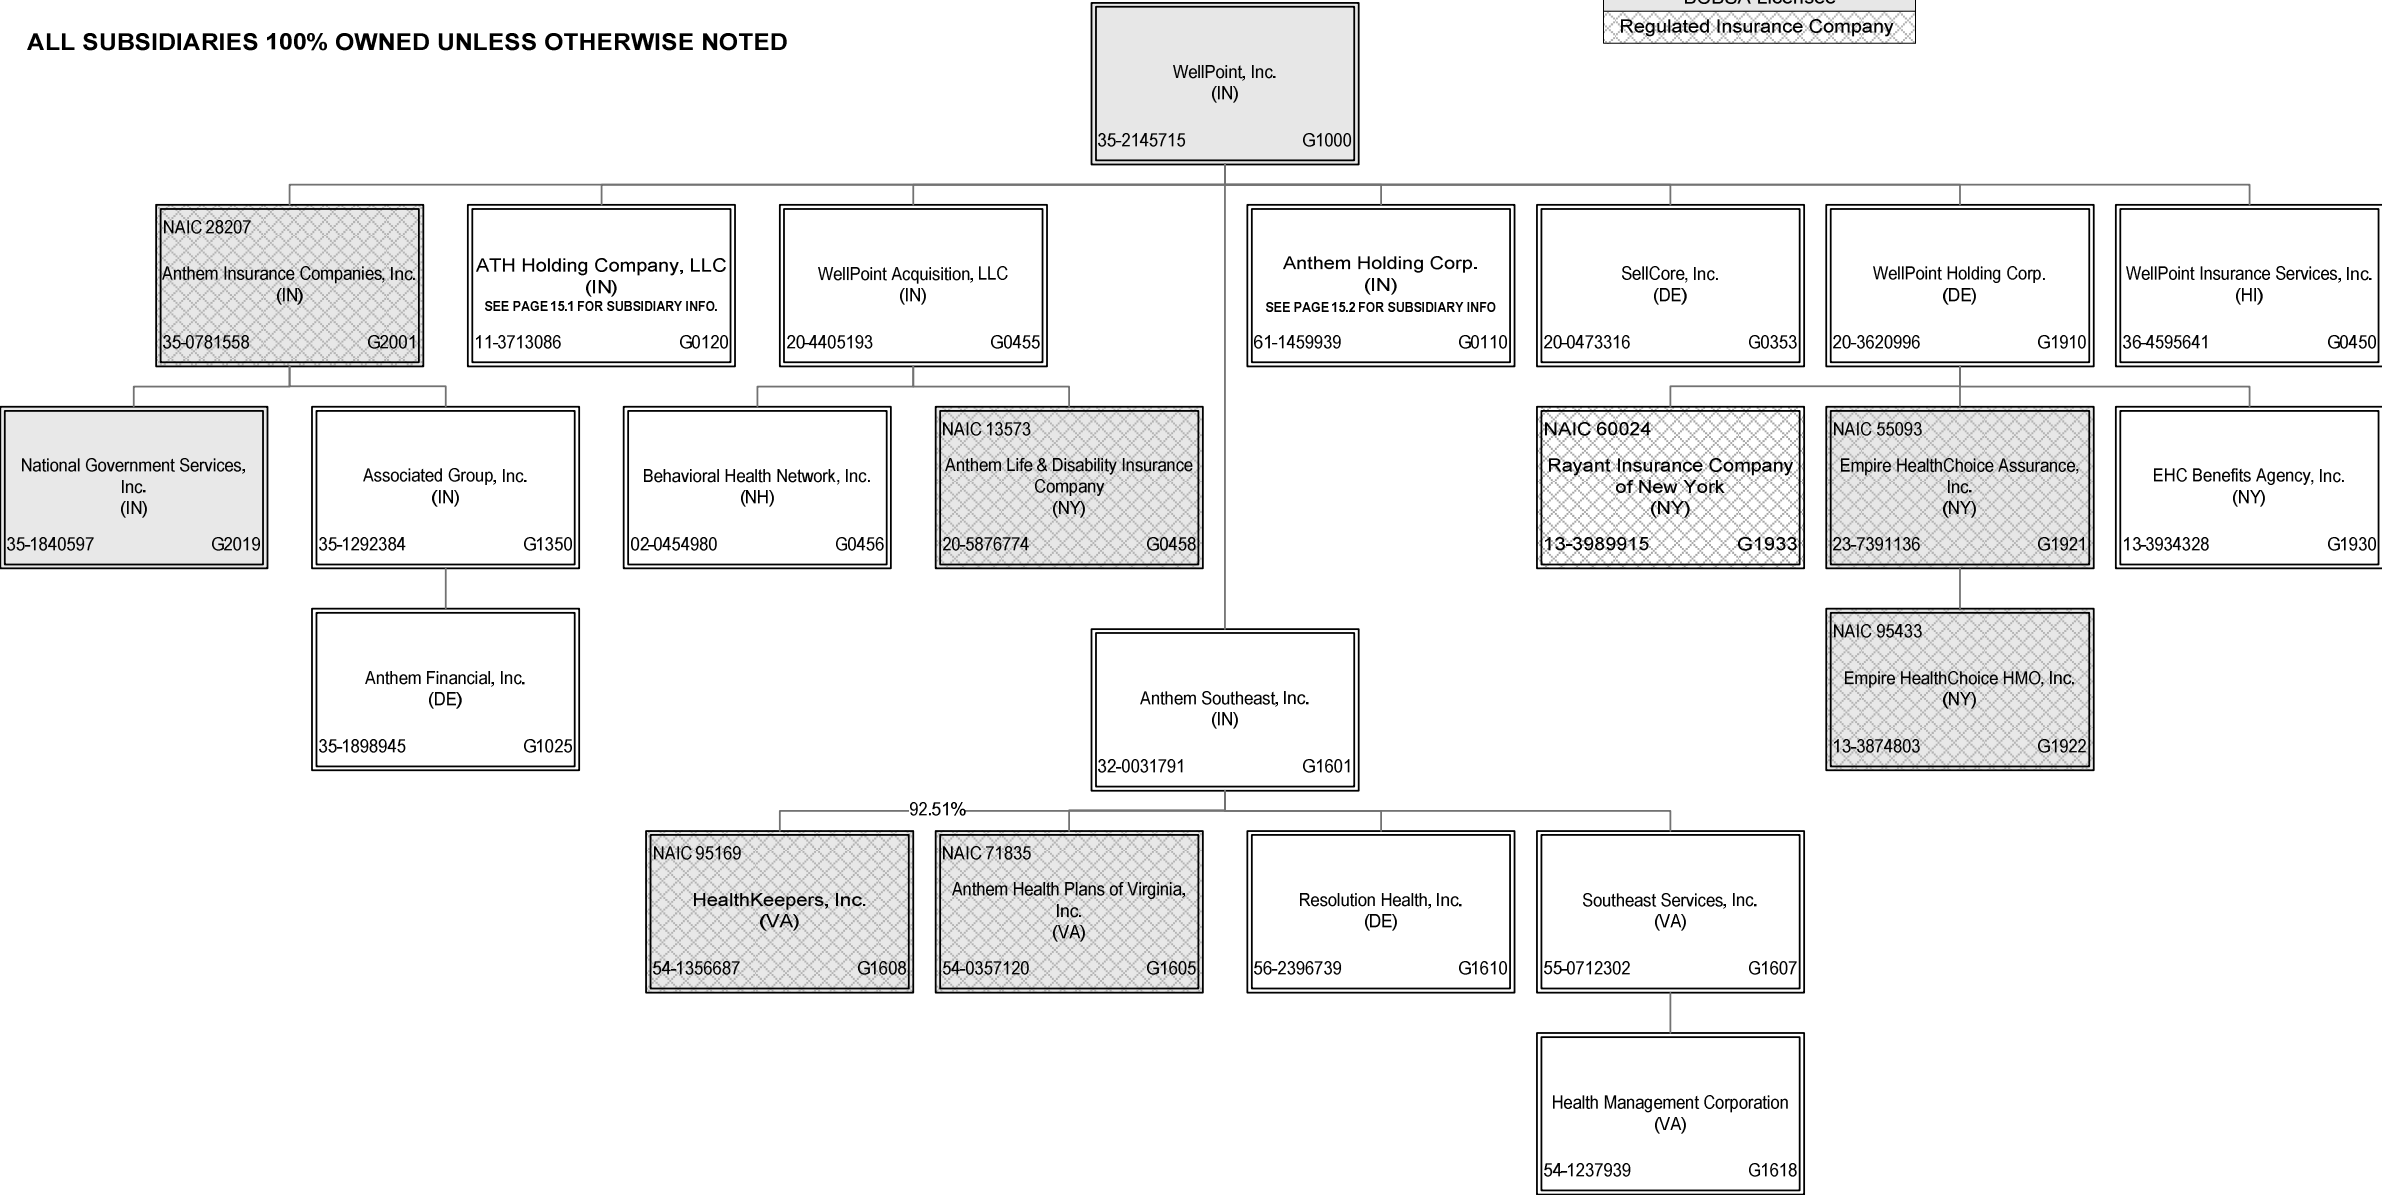 Regulated Insurance Company
ALL SUBSIDIARIES 100% OWNED UNLESS OTHERWISE NOTED
WellPoint, Inc.
(IN)
35-2145715 G1000
NAIC 28207
Anthem Insurance Companies, Inc.
(IN)
35-0781558 G2001
ATH Holding Company, LLC
(IN)
SEE PAGE 15.1 FOR SUBSIDIARY INFO.
11-3713086 G0120
WellPoint Acquisition, LLC
(IN)
20-4405193 G0455
Anthem Holding Corp.
(IN)
SEE PAGE 15.2 FOR SUBSIDIARY INFO
61-1459939 G0110
SellCore, Inc.
(DE)
20-0473316 G0353
WellPoint Holding Corp.
(DE)
20-3620996 G1910
WellPoint Insurance Services, Inc.
(HI)
36-4595641 G0450
National Government Services,
Inc.
(IN)
35-1840597 G2019
Associated Group, Inc.
(IN)
35-1292384 G1350
Behavioral Health Network, Inc.
(NH)
02-0454980 G0456
NAIC 13573
Anthem Life & Disability Insurance
Company
(NY)
20-5876774 G0458
NAIC 60024
Rayant Insurance Company
of New York
(NY)
13-3989915 G1933
NAIC 55093
Empire HealthChoice Assurance,
Inc.
(NY)
23-7391136 G1921
EHC Benefits Agency, Inc.
(NY)
13-3934328 G1930
Anthem Financial, Inc.
(DE)
35-1898945 G1025
Anthem Southeast, Inc.
(IN)
32-0031791 G1601
NAIC 95433
Empire HealthChoice HMO, Inc.
(NY)
13-3874803 G1922
92.51%
NAIC 95169
HealthKeepers, Inc.
(VA)
54-1356687 G1608
NAIC 71835
Anthem Health Plans of Virginia,
Inc.
(VA)
54-0357120 G1605
Resolution Health, Inc.
(DE)
56-2396739 G1610
Southeast Services, Inc.
(VA)
55-0712302 G1607
Health Management Corporation
(VA)
54-1237939 G1618